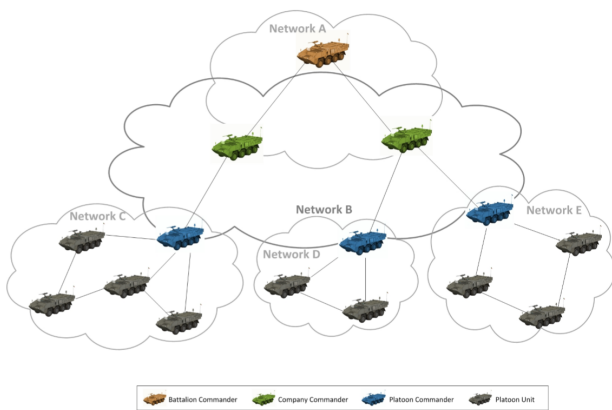 Network A
Network C
Network B
Network E
Network D
Battalion Commander
Company Commander
Platoon Commander
Platoon Unit